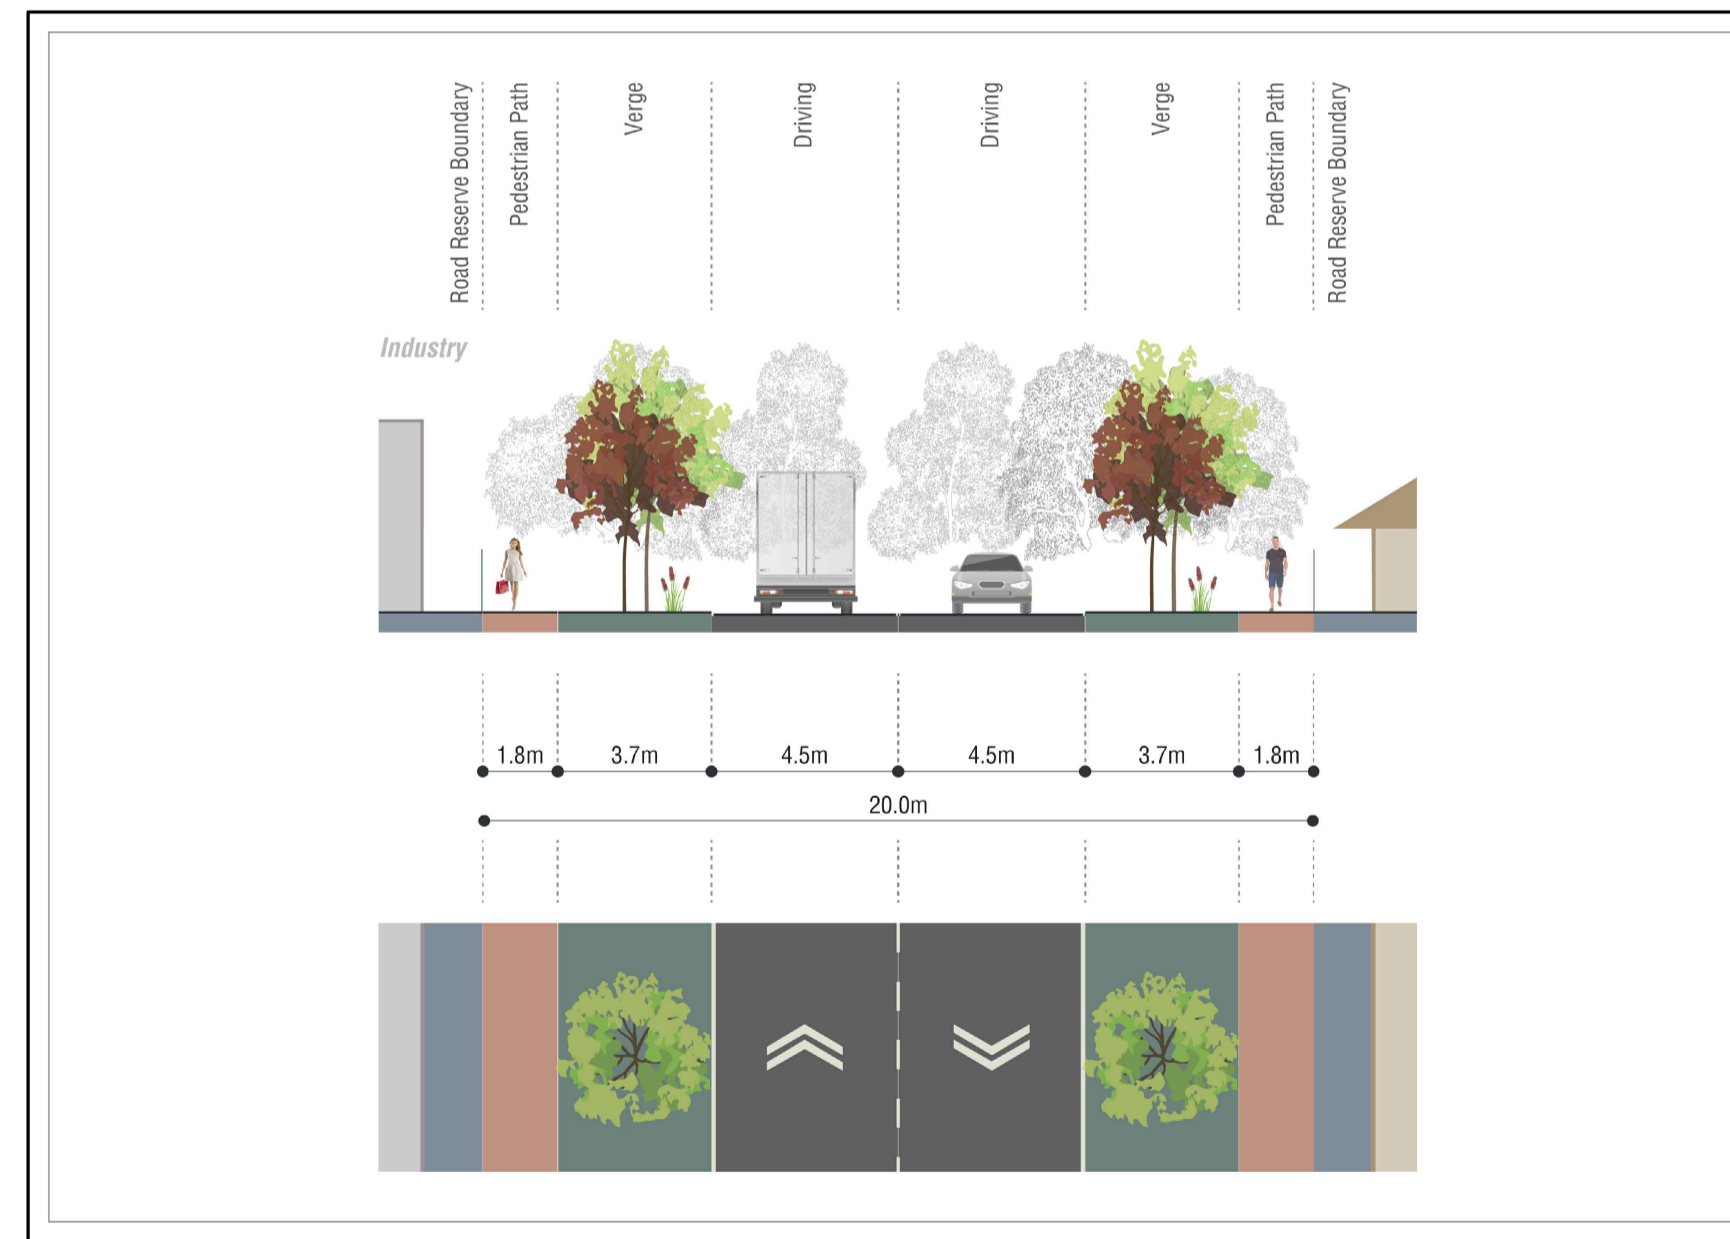 Road Reserve Boundary
Pedestrian Path
Verge
Driving
Driving
Verge
Pedestrian Path
Road Reserve Boundary
Industry
1.8m
3.7m
4.5m
4.5m
3.7m
1.8m
20.0m